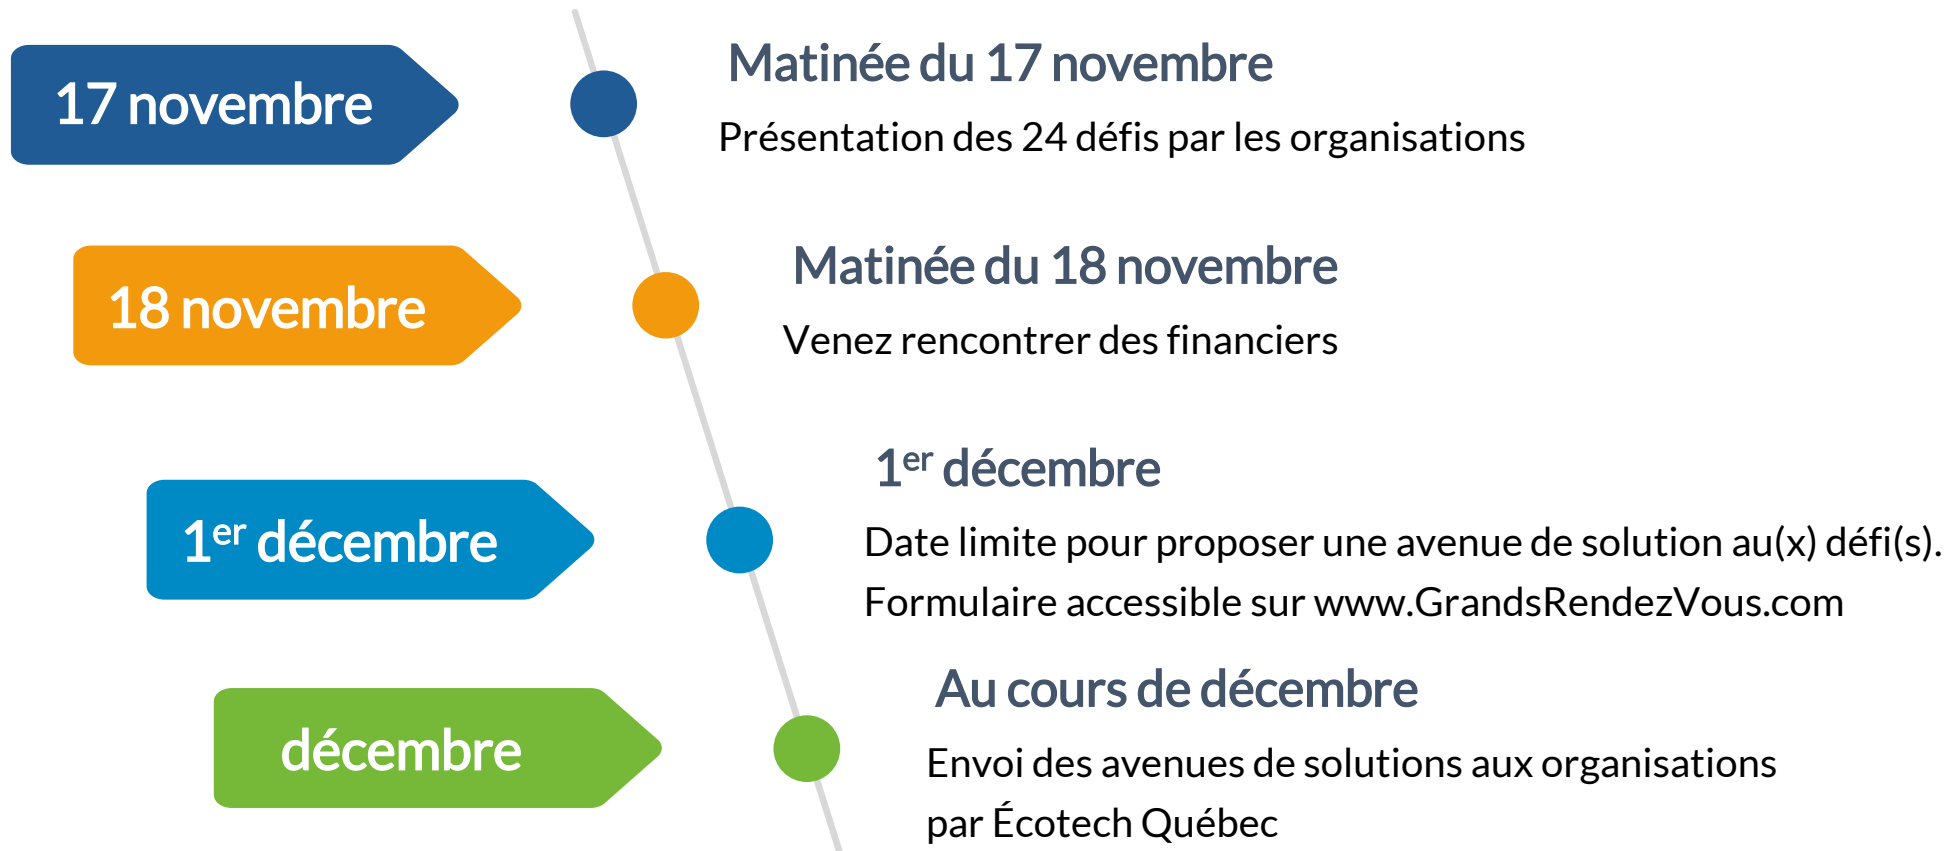 17 novembre
Matinée du 17 novembre
Présentation des 24 défis par les organisations
18 novembre
Matinée du 18 novembre
Venez rencontrer des financiers
1er décembre
1er décembre
Date limite pour proposer une avenue de solution au(x) défi(s).
Formulaire accessible sur www.GrandsRendezVous.com
décembre
Au cours de décembre
Envoi des avenues de solutions aux organisations
par Écotech Québec